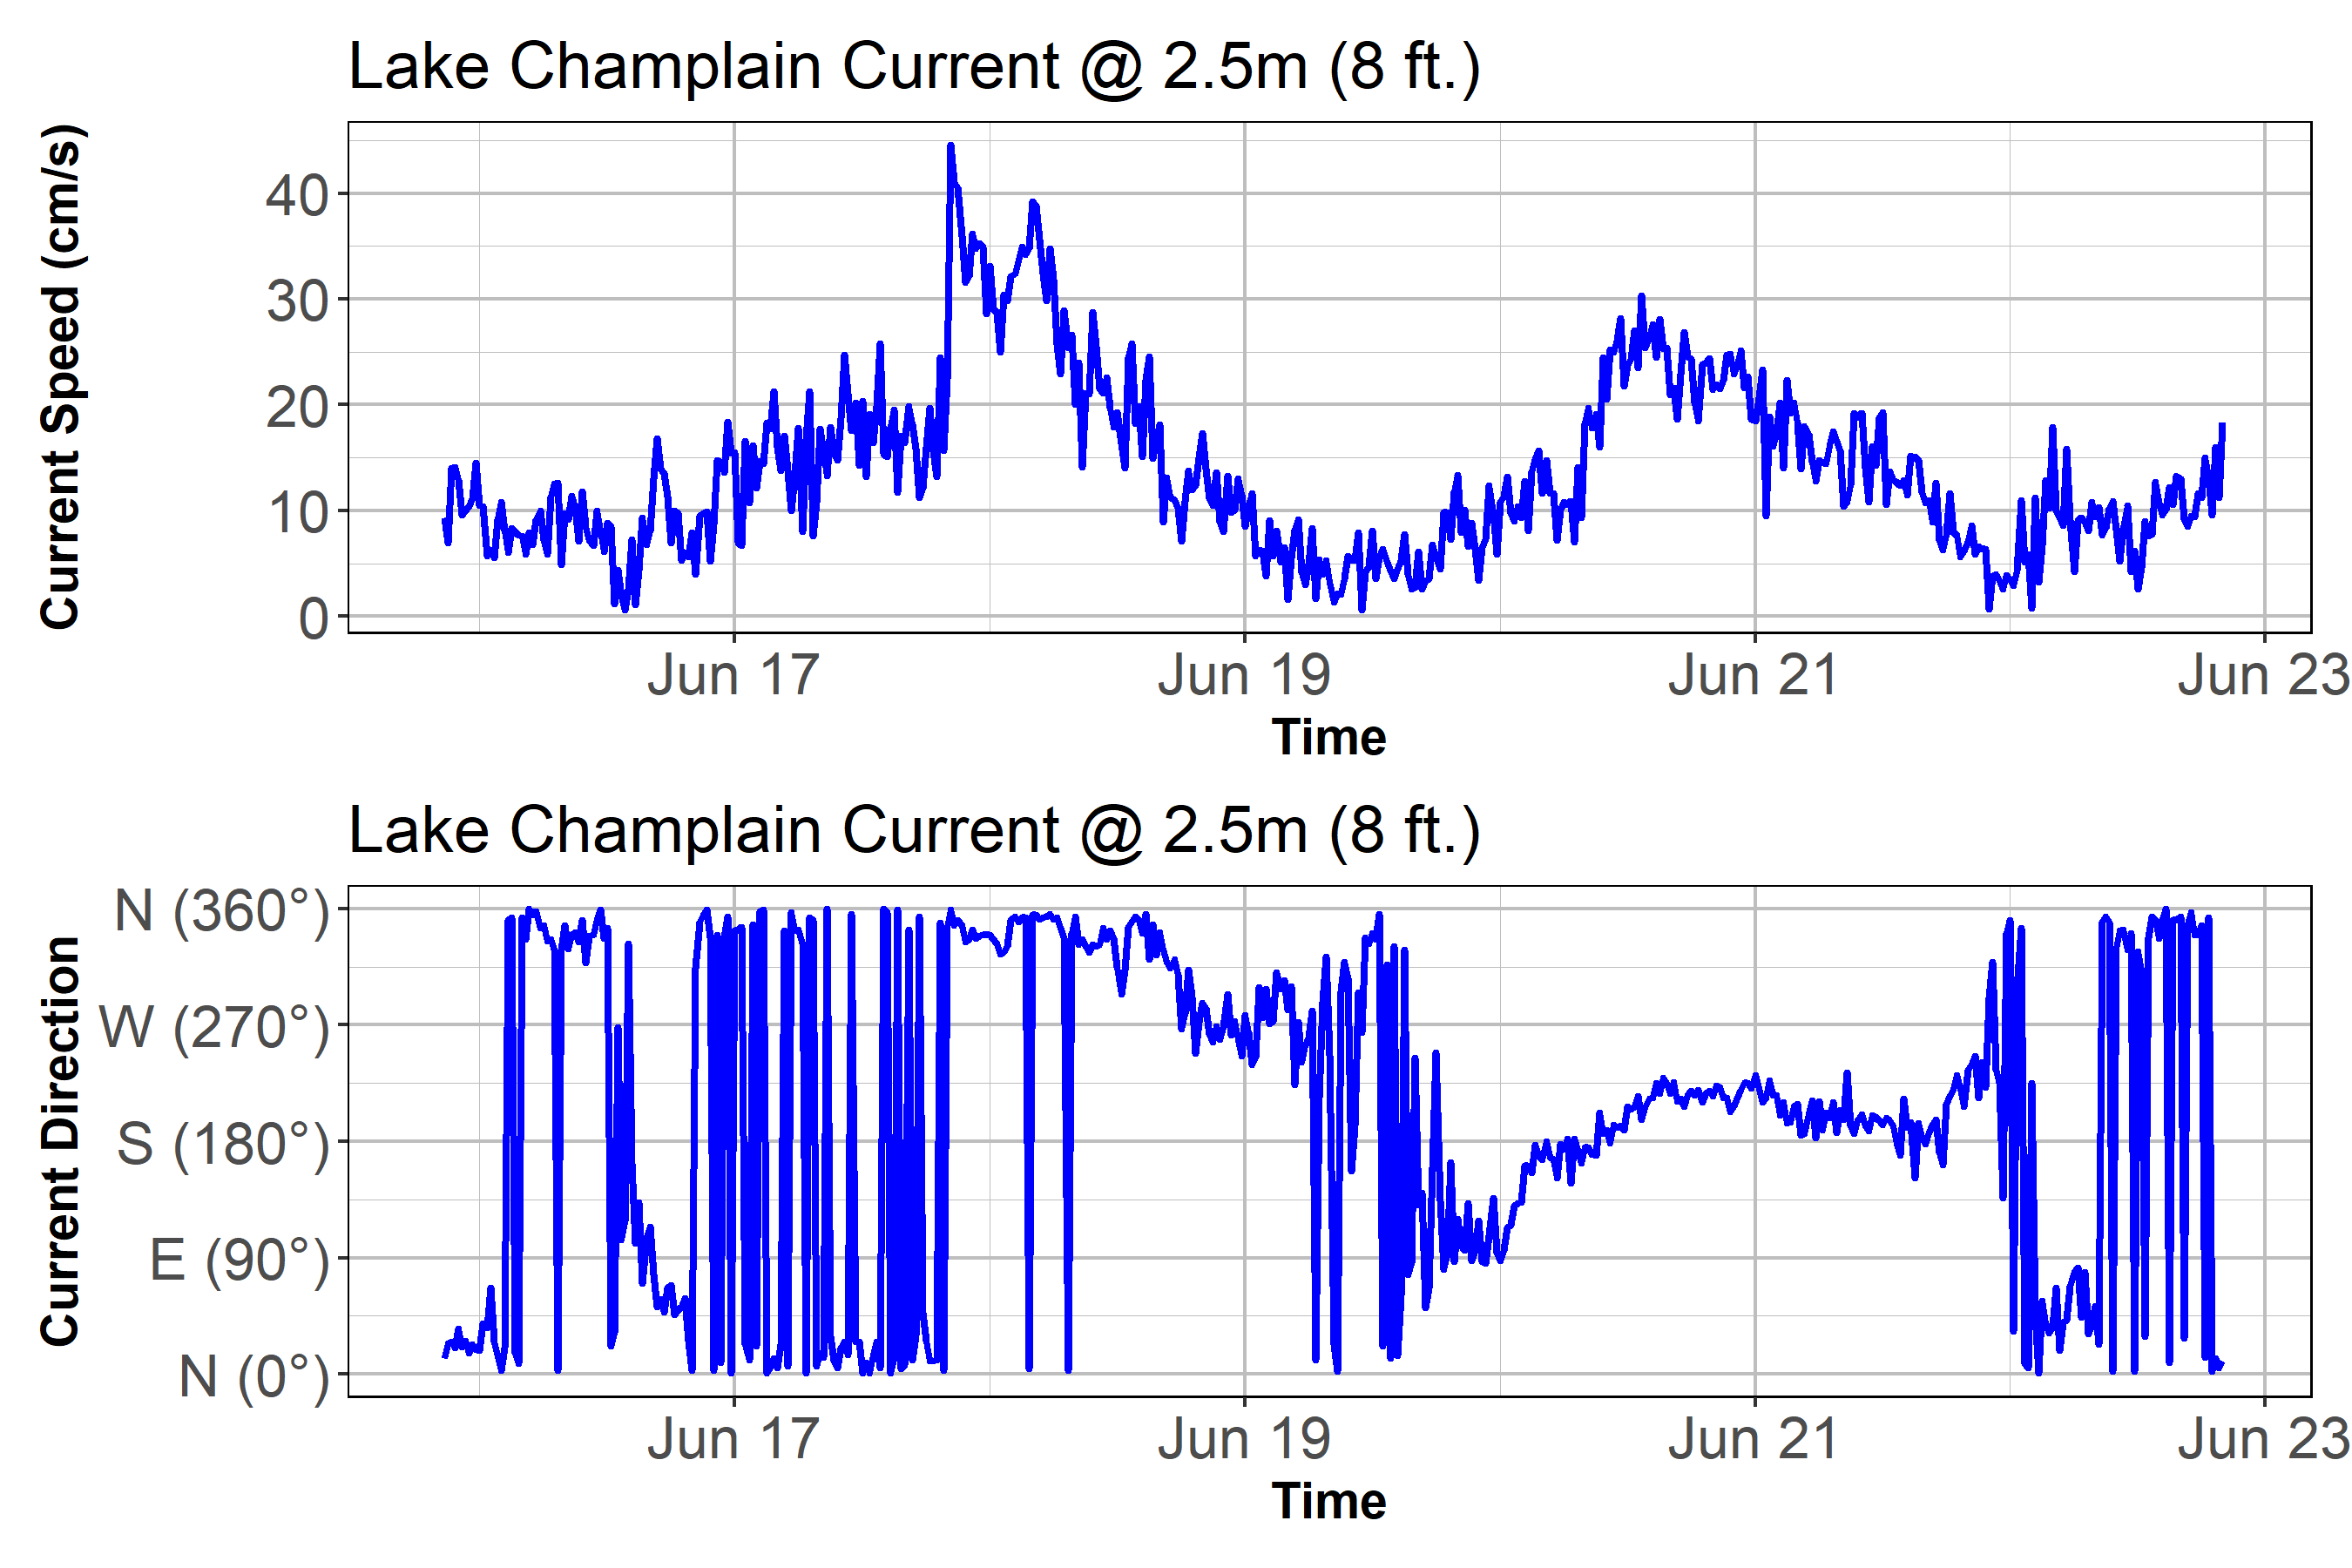 Lake Champlain Current @ 2.5m (8 ft.)
Current Speed (cm/s)
40
30
20
10
0
Jun 17 Jun 19 Jun 21 Jun 23
Time
Lake Champlain Current @ 2.5m (8 ft.)
Current Direction
N (360°)
W (270°)
S (180°)
E (90°)
N (0°)
Jun 17 Jun 19 Jun 21 Jun 23
Time